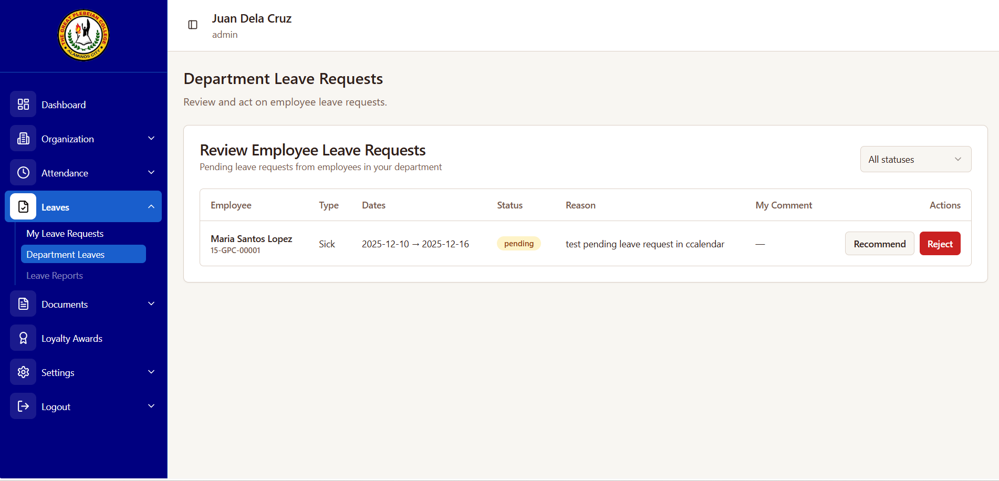 THE GREAT PLEBEIAN COLLEGE
ALAMINOS CITY
Dashboard
Organization
Attendance
Leaves
My Leave Requests
Department Leaves
Leave Reports
Documents
Loyalty Awards
Settings
Logout
Juan Dela Cruz
admin
Department Leave Requests
Review and act on employee leave requests.
Review Employee Leave Requests
Pending leave requests from employees in your department
All statuses
Employee Type Dates Status Reason My Comment Actions
Maria Santos Lopez
15-GPC-00001
Sick 2025-12-10 → 2025-12-16 pending test pending leave request in ccalendar — Recommend Reject